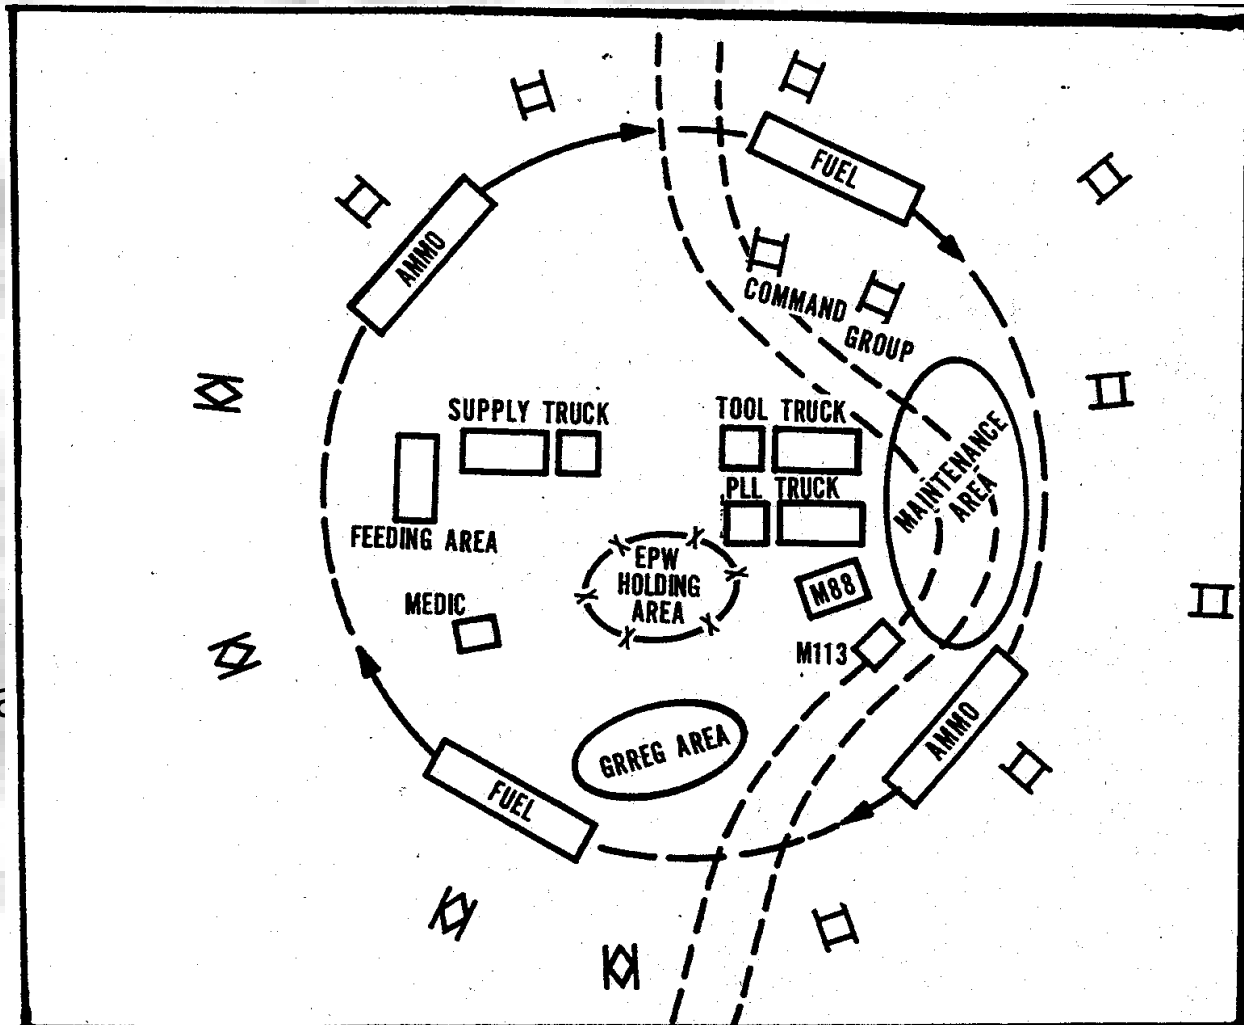 FUEL
AMMO
COMMAND
GROUP
SUPPLY TRUCK
TOOL TRUCK
MAINTENANCE
AREA
PLL TRUCK
FEEDING AREA
EPW
HOLDING
AREA
M88
MEDIC
M113
GRREG AREA
AMMO
FUEL